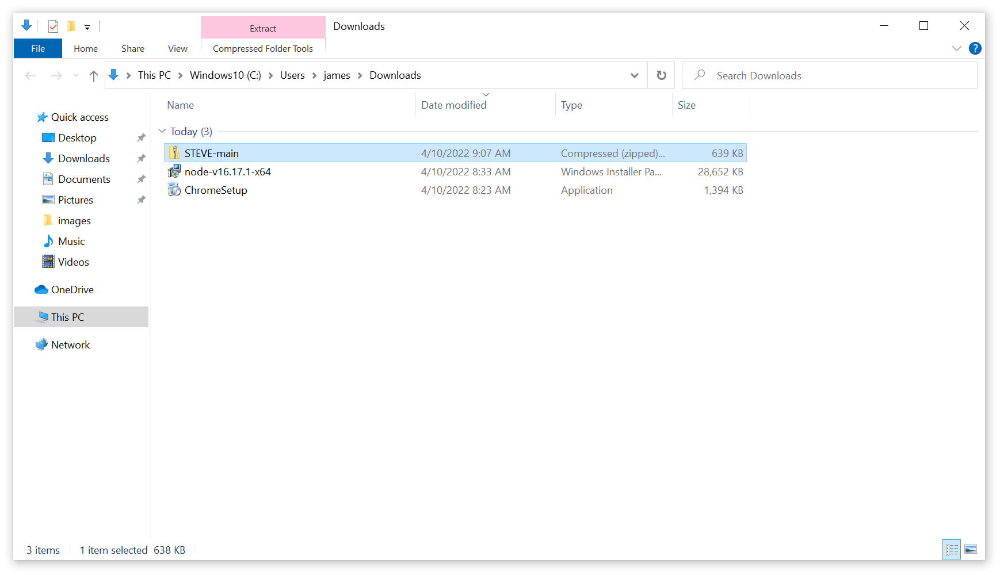 Extract
Downloads
File Home Share View Compressed Folder Tools ?
This PC Windows10 (C:) Users james Downloads
Search Downloads
Name Date modified Type Size
Today (3)
STEVE-main 4/10/2022 9:07 AM Compressed (zipped)... 639 KB
node-v16.17.1-x64 4/10/2022 8:33 AM Windows Installer Pa... 28,652 KB
ChromeSetup 4/10/2022 8:23 AM Application 1,394 KB
Quick access
Desktop
Downloads
Documents
Pictures
images
Music
Videos
OneDrive
This PC
Network
3 items 1 item selected 638 KB